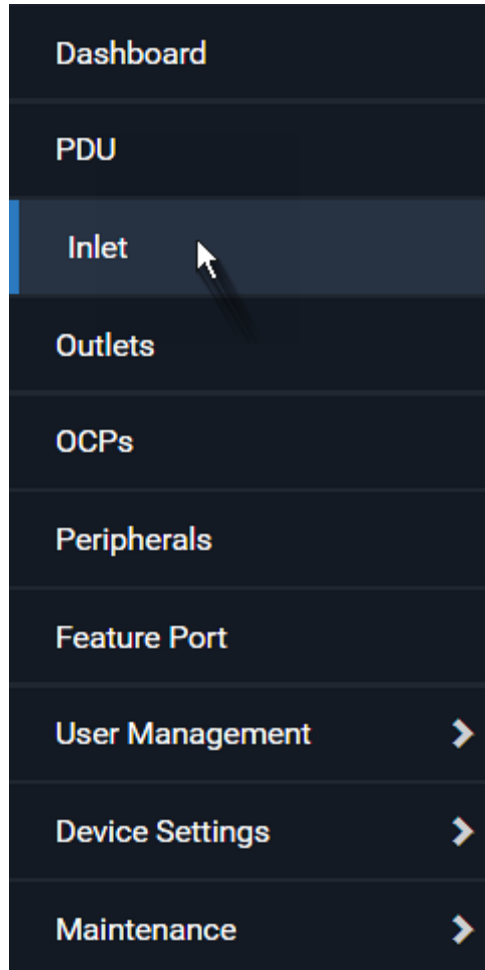 Dashboard
PDU
Inlet
Outlets
OCPs
Peripherals
Feature Port
User Management
Device Settings
Maintenance